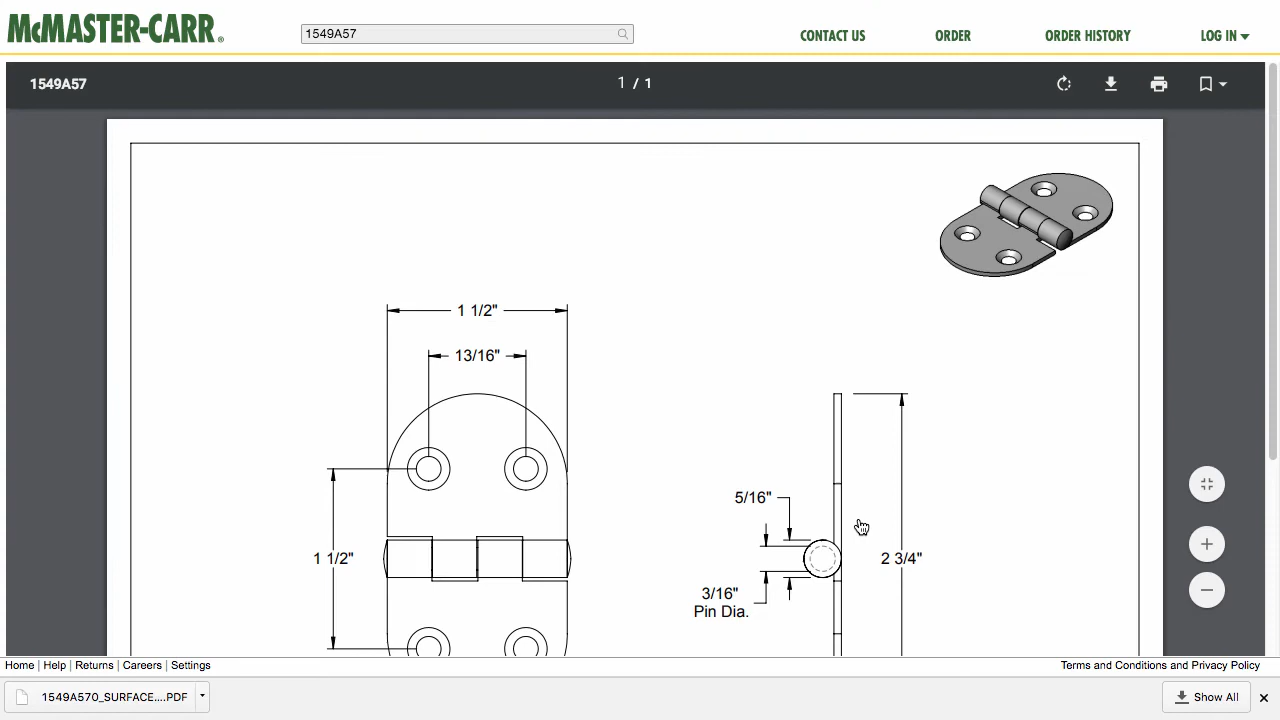 McMASTER-CARR®
1549A57
CONTACT US
ORDER
ORDER HISTORY
LOG IN
1549A57
1 / 1
1 1/2"
13/16"
5/16"
1 1/2"
2 3/4"
3/16"
Pin Dia.
Home | Help | Returns | Careers | Settings
Terms and Conditions and Privacy Policy
1549A570_SURFACE....PDF
Show All